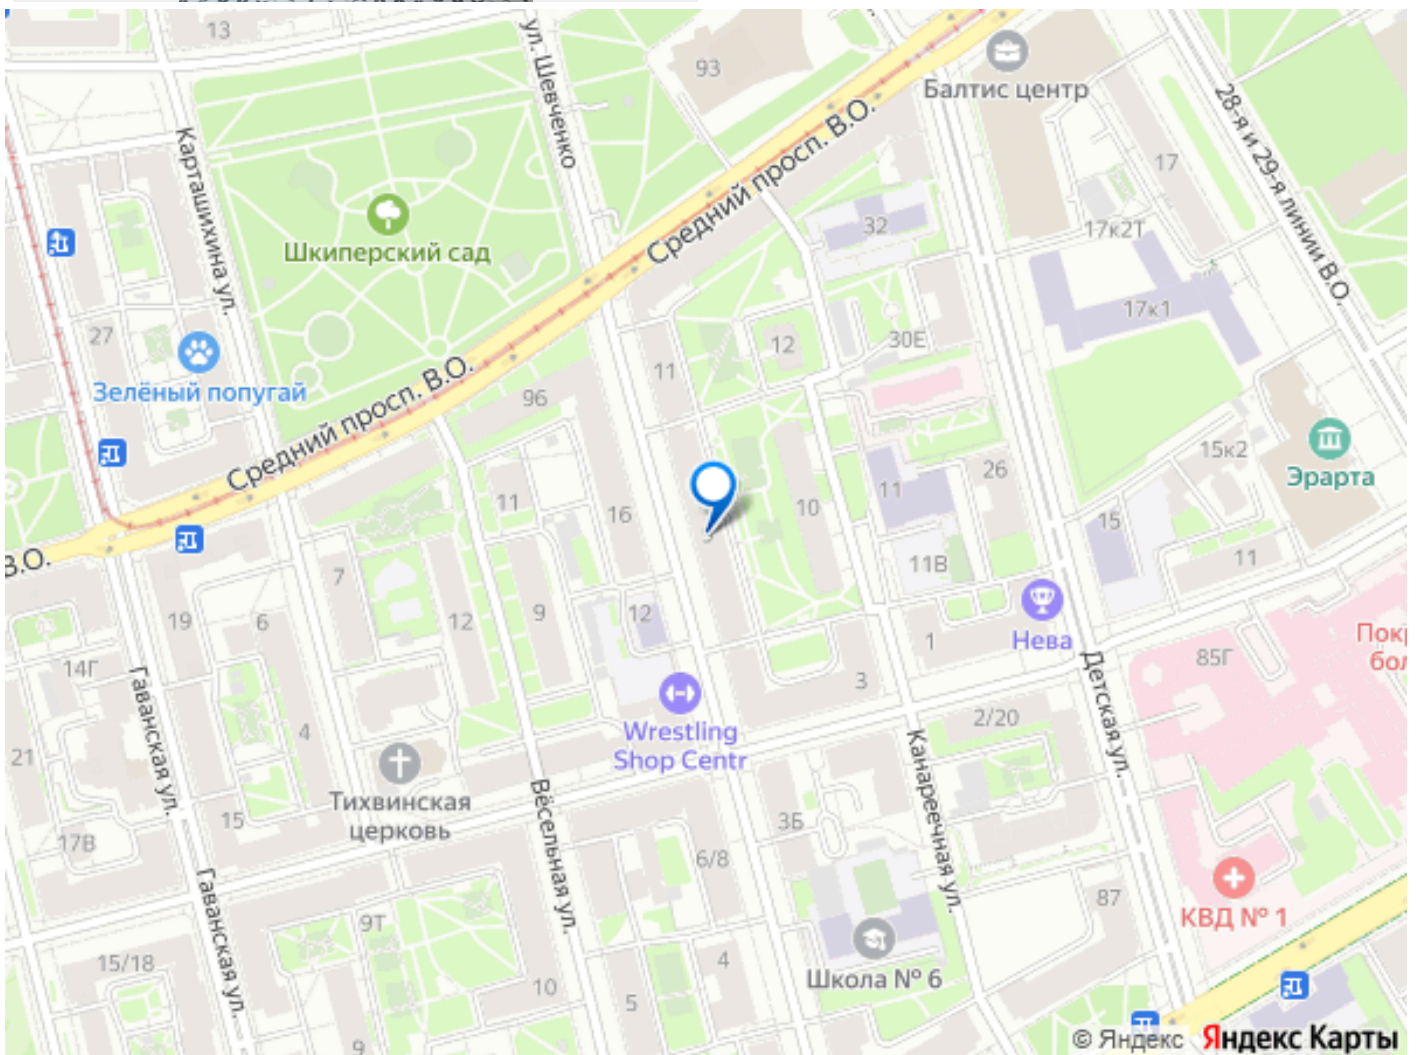 13
ул. Шевченко
93
Балтис центр
28-я и 29-я линии В.О.
Карташихина ул.
Шкиперский сад
Средний просп. В.О.
32
17
17к2Т
17к1
27
Зелёный попугай
11
12
30Е
96
Средний просп. В.О.
Эрарта
15к2
26
11
16
11
10
15
В.О.
7
9
12
11В
11
19
6
12
1
Нева
14Г
Гаванская ул.
3
85Г
Детская ул.
Wrestling
Shop Centr
2/20
21
4
Тихвинская
церковь
Вёсельная ул.
Канареечная ул.
17В
15
3Б
6/8
87
КВД № 1
Гаванская ул.
9Т
Школа № 6
15/18
10
5
4
9
© Яндекс Яндекс Карты